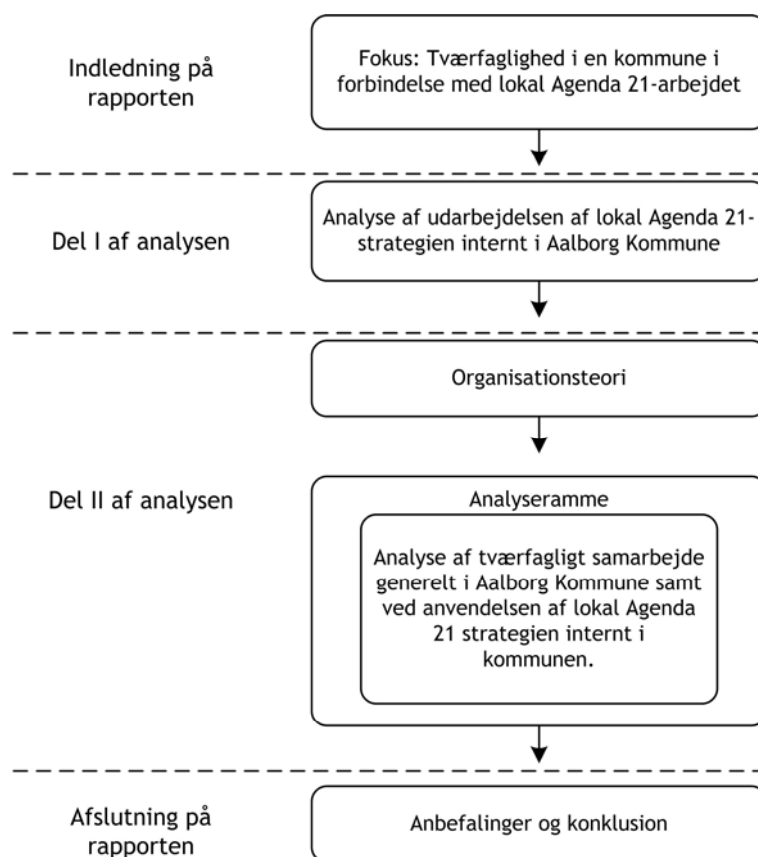 Indledning på
rapporten
Fokus: Tværfaglighed i en kommune i
forbindelse med lokal Agenda 21-arbejdet
Del I af analysen
Analyse af udarbejdelsen af lokal Agenda 21-
strategien internt i Aalborg Kommune
Organisationsteori
Del II af analysen
Analyseramme
Analyse af tværfagligt samarbejde
generelt i Aalborg Kommune samt
ved anvendelsen af lokal Agenda
21 strategien internt i
kommunen.
Afslutning på
rapporten
Anbefalinger og konklusion